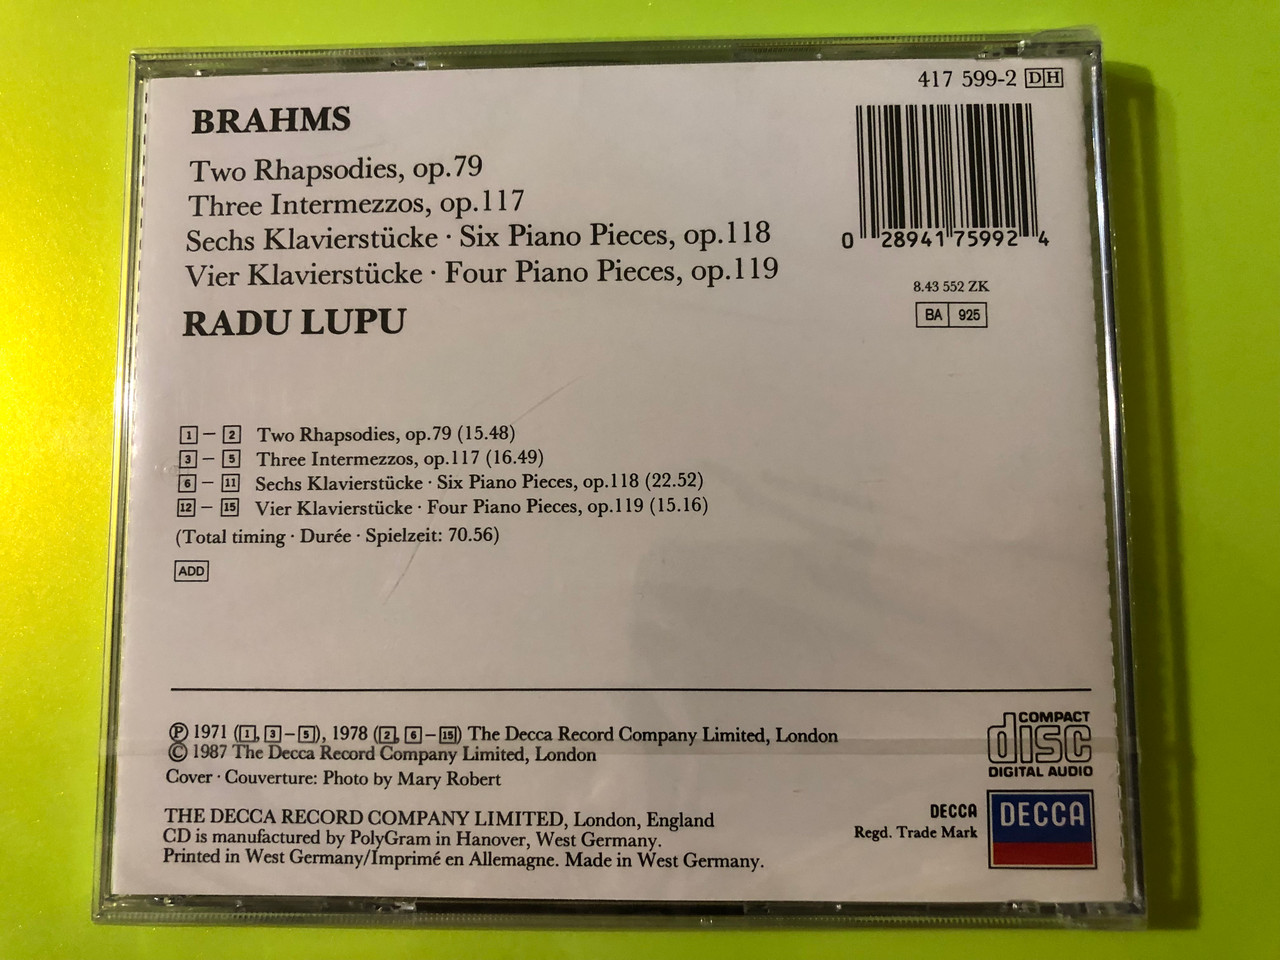 417 599-2 DH
BRAHMS
Two Rhapsodies, op.79
Three Intermezzos, op.117
Sechs Klavierstücke · Six Piano Pieces, op.118
Vier Klavierstücke · Four Piano Pieces, op.119
RADU LUPU
0 28941 75992 4
8.43 552 ZK
BA 925
1 – 2 Two Rhapsodies, op.79 (15.48)
3 – 5 Three Intermezzos, op.117 (16.49)
6 – 11 Sechs Klavierstücke · Six Piano Pieces, op.118 (22.52)
12 – 15 Vier Klavierstücke · Four Piano Pieces, op.119 (15.16)
(Total timing · Durée · Spielzeit: 70.56)
ADD
℗ 1971 (1, 3–5), 1978 (2, 6–15) The Decca Record Company Limited, London
© 1987 The Decca Record Company Limited, London
Cover · Couverture: Photo by Mary Robert
COMPACT
disc
DIGITAL AUDIO
THE DECCA RECORD COMPANY LIMITED, London, England
CD is manufactured by PolyGram in Hanover, West Germany.
Printed in West Germany/Imprimé en Allemagne. Made in West Germany.
DECCA
Regd. Trade Mark
DECCA